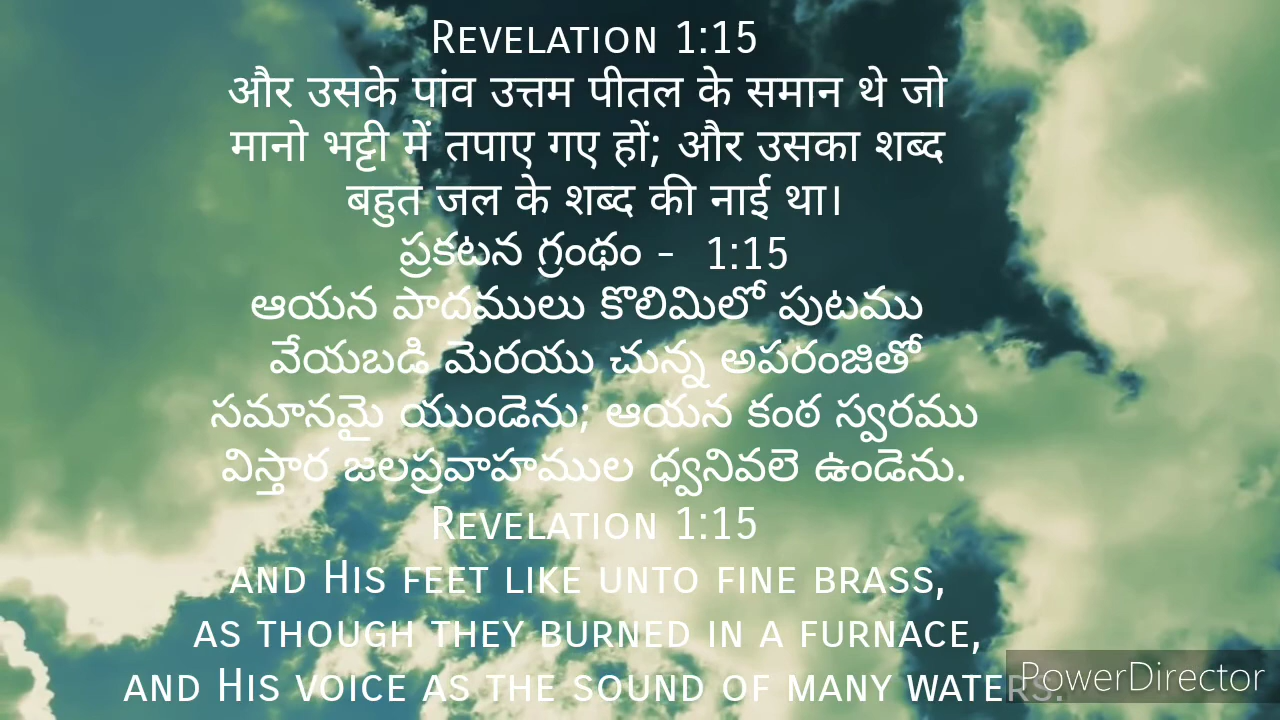 Revelation 1:15
और उसके पांव उत्तम पीतल के समान थे जो
मानो भट्टी में तपाए गए हों; और उसका शब्द
बहुत जल के शब्द की नाई था।
ప్రకటన గ్రంథం - 1:15
ఆయన పాదములు కొలిమిలో పుటము
వేయబడి మెరయు చున్న అపరంజితో
సమానమై యుండెను; ఆయన కంఠ స్వరము
విస్తార జలప్రవాహముల ధ్వనివలె ఉండెను.
Revelation 1:15
and His feet like unto fine brass,
as though they burned in a furnace,
and His voice as the sound of many waters.
PowerDirector